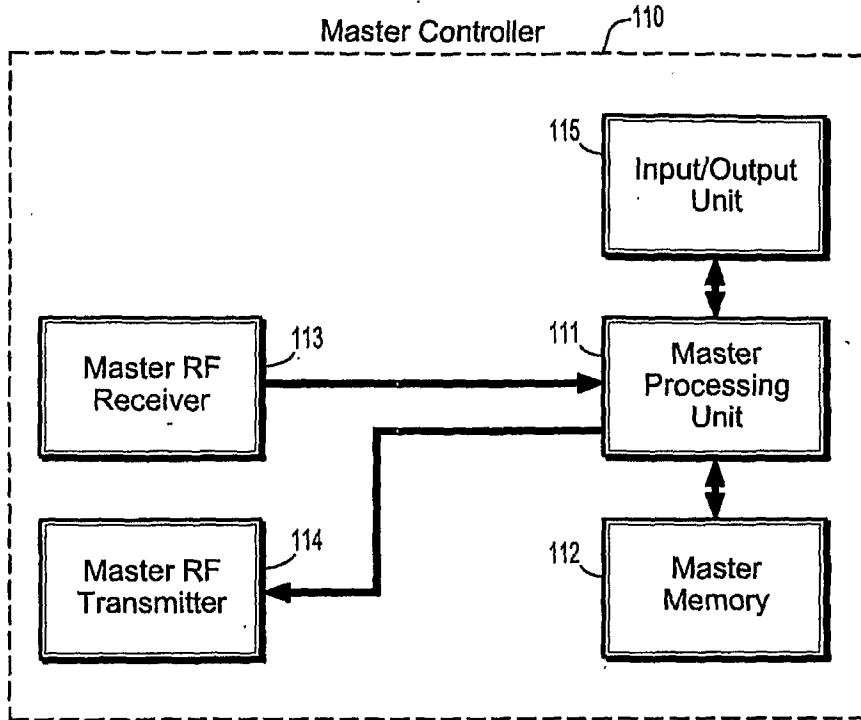 Master Controller
110
115
Input/Output
Unit
113
Master RF
Receiver
111
Master
Processing
Unit
114
Master RF
Transmitter
112
Master
Memory